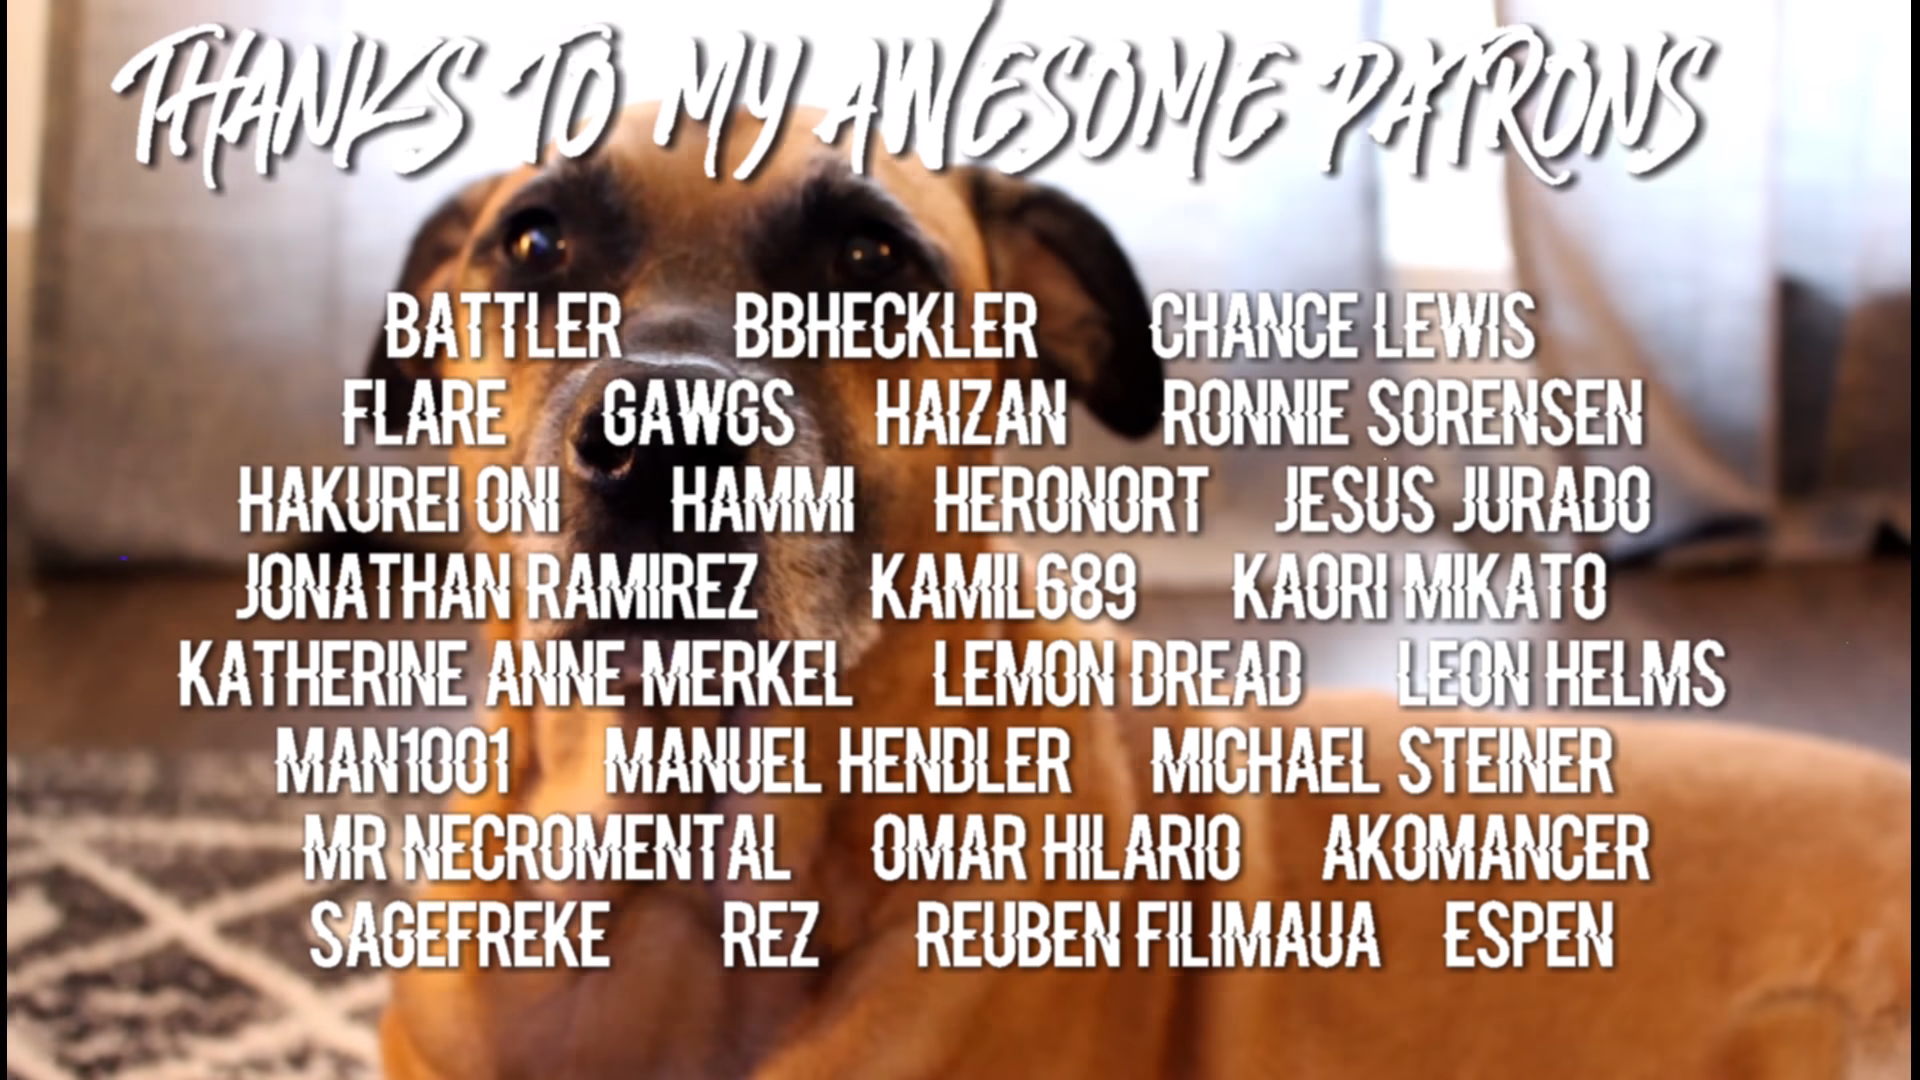 THANKS TO MY AWESOME PATRONS
BATTLER BBHECKLER CHANCE LEWIS
FLARE GAWGS HAIZAN RONNIE SORENSEN
HAKUREI ONI HAMMI HERONORT JESUS JURADO
JONATHAN RAMIREZ KAMIL689 KAORI MIKATO
KATHERINE ANNE MERKEL LEMON DREAD LEON HELMS
MAN1001 MANUEL HENDLER MICHAEL STEINER
MR NECROMENTAL OMAR HILARIO AKOMANCER
SAGEFREKE REZ REUBEN FILIMAUA ESPEN